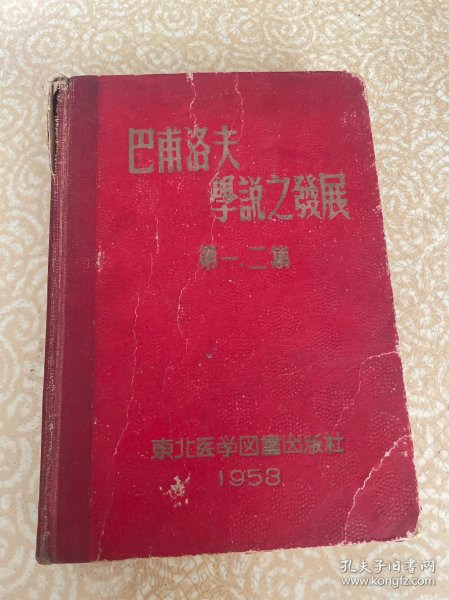 巴甫洛夫
學說之發展
第一、二集
東北医学図書出版社
1953
孔夫子旧书网
www.kongfz.com